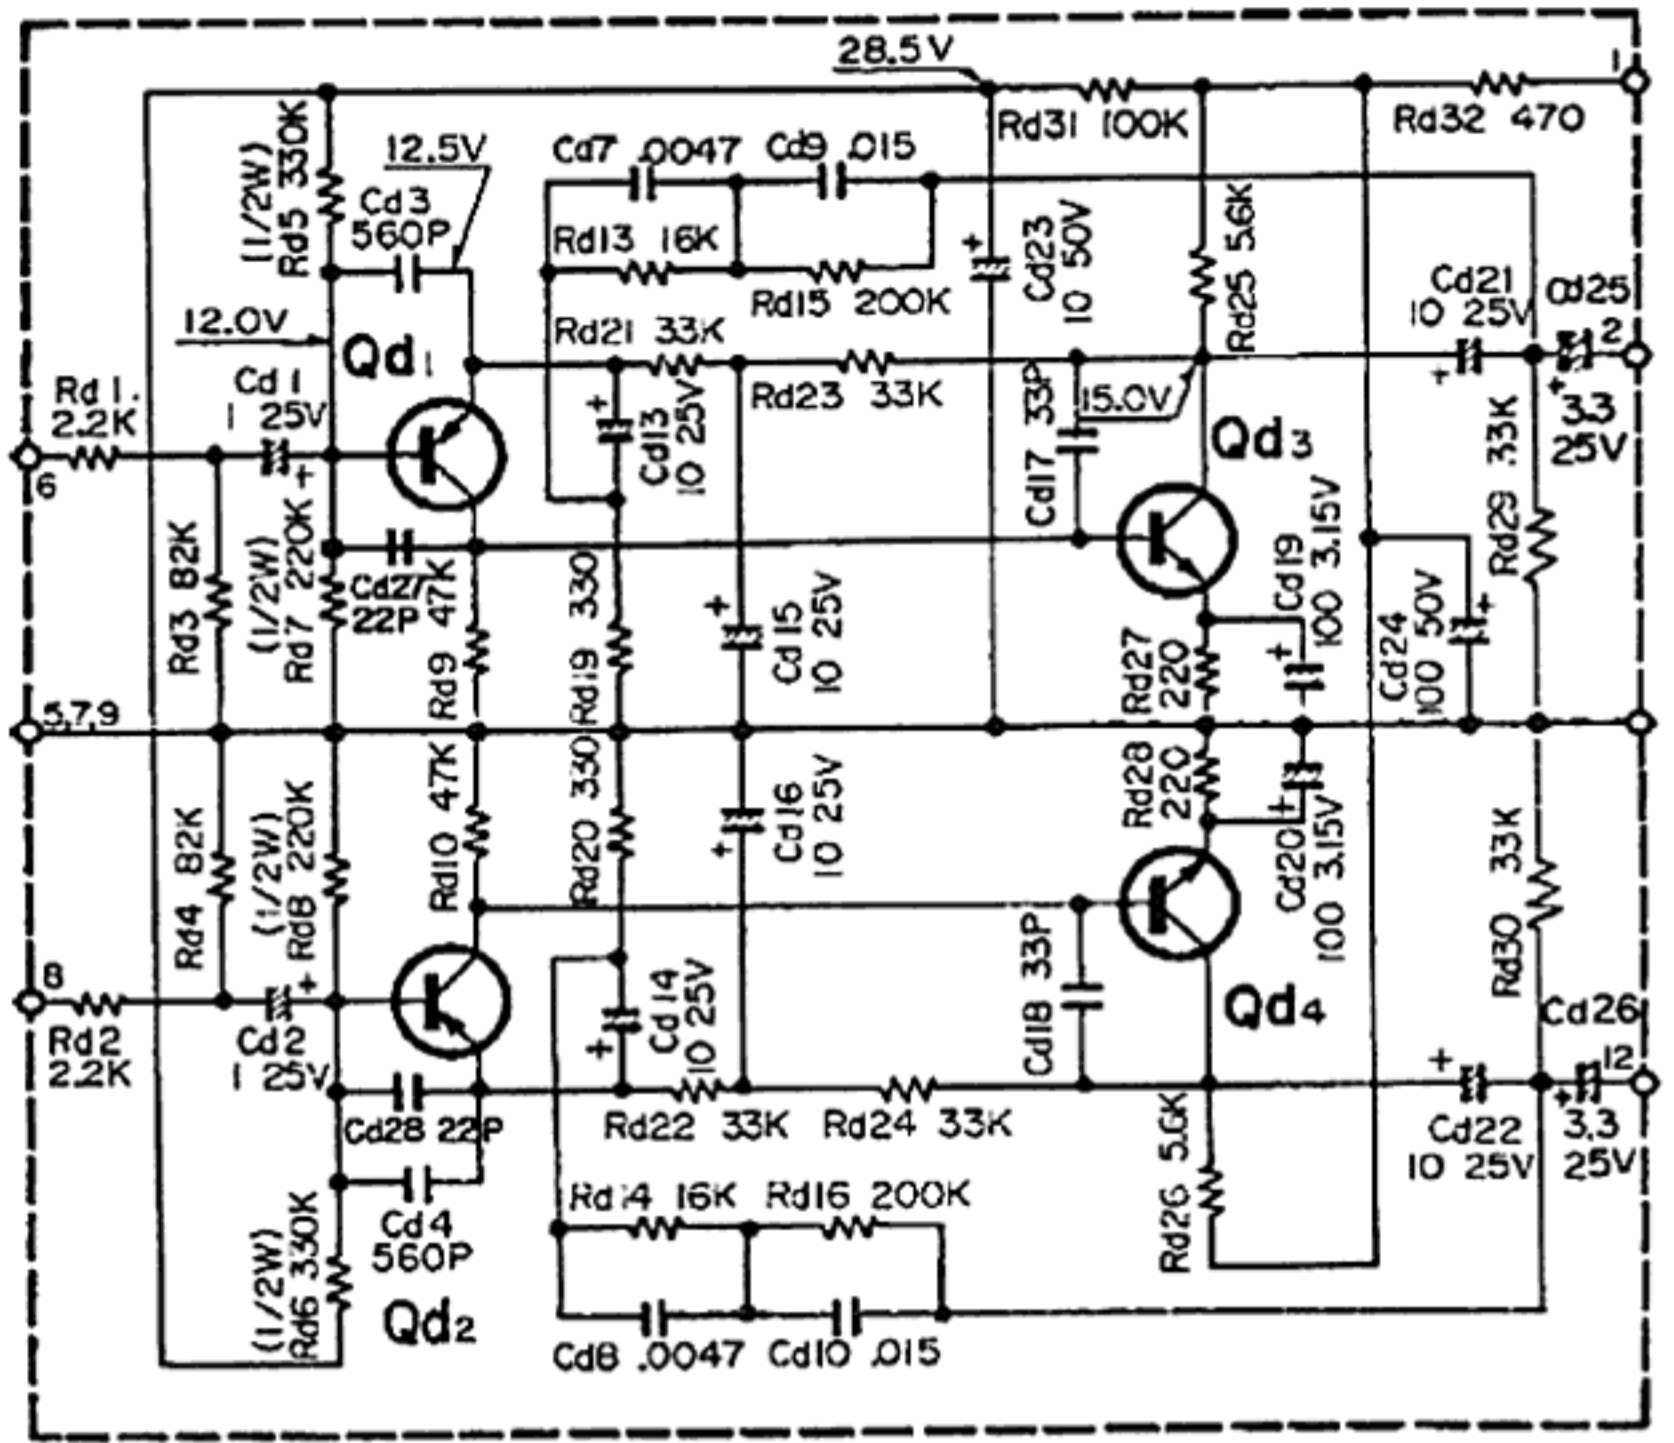 28.5V
1
Rd31 100K
Rd32 470
(1/2W)
Rd5 330K
12.5V
Cd7 .0047
Cd9 .015
Cd3
560P
Rd13 16K
Rd15 200K
Cd23
10 50V
Rd25 5.6K
Cd21
10 25V
Cd25
2
3.3
25V
12.0V
Qd1
Rd21 33K
Rd23 33K
Cd17 33P
15.0V
Rd1.
2.2K
Cd1
1 25V
Cd13
10 25V
Qd3
Rd29 33K
6
Rd3 82K
(1/2W)
Rd7 220K
Cd27
22P
Rd9 47K
Rd19 330
Cd15
10 25V
Rd27
220
Cd19
100 3.15V
Cd24
100 50V
5,7,9
Rd4 82K
(1/2W)
Rd8 220K
Rd10 47K
Rd20 330
Cd16
10 25V
Rd28
220
Cd20
100 3.15V
Rd30 33K
8
Rd2
2.2K
Cd2
1 25V
Cd14
10 25V
Cd18 33P
Qd4
Cd26
12
3.3
25V
Cd28 22P
Rd22 33K
Rd24 33K
Rd26 5.6K
Cd22
10 25V
Cd4
560P
Rd14 16K
Rd16 200K
(1/2W)
Rd6 330K
Qd2
Cd8 .0047
Cd10 .015